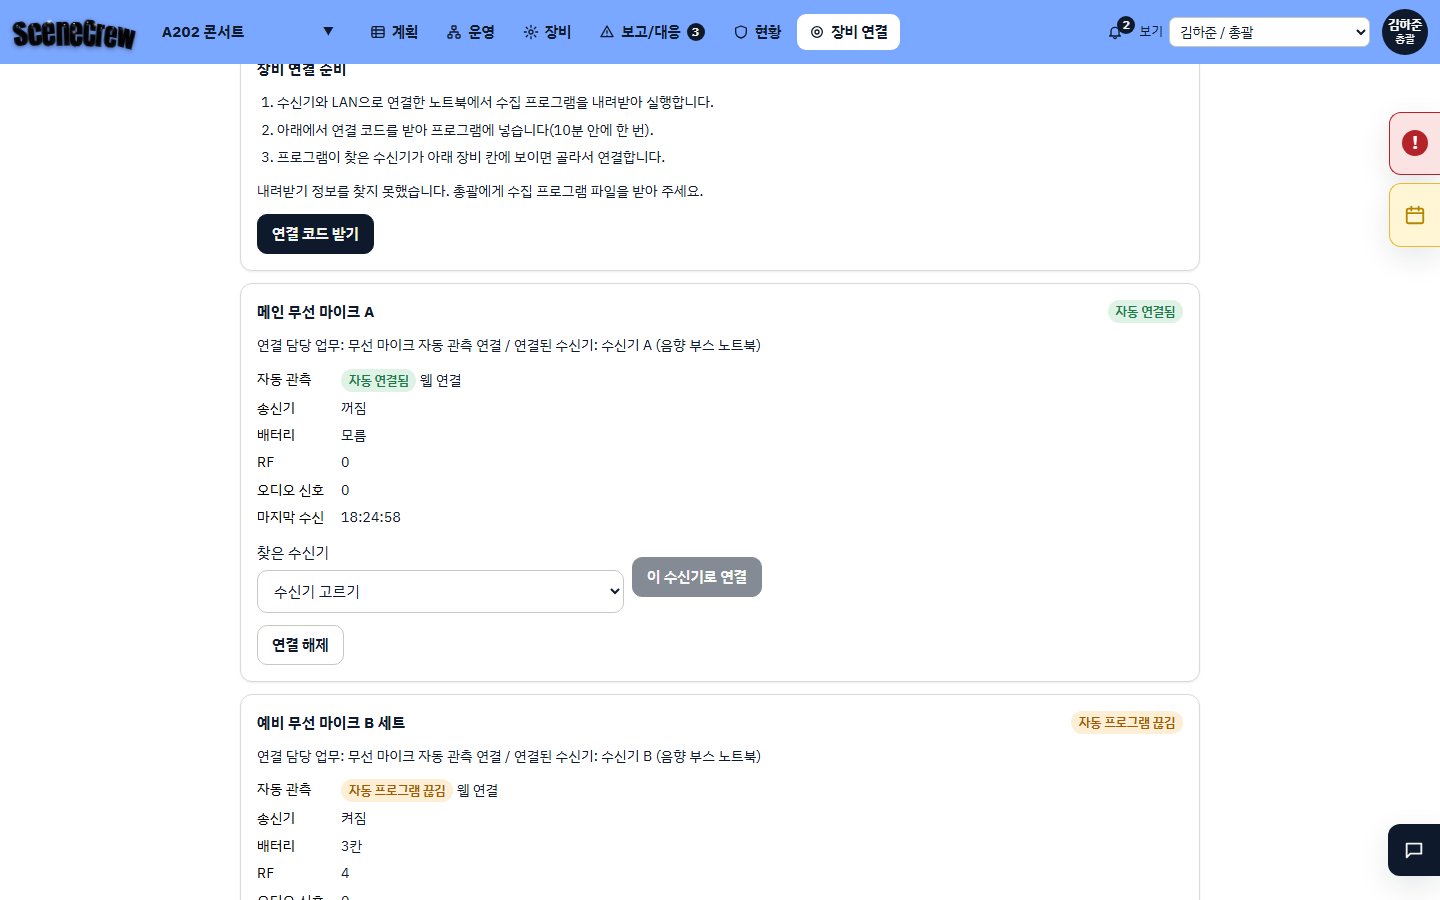 SceneCrew
A202 콘서트 ▼
계획
운영
장비
보고/대응 3
현황
장비 연결
2
보기
김하준 / 총괄
김하준
총괄
장비 연결 준비
1. 수신기와 LAN으로 연결한 노트북에서 수집 프로그램을 내려받아 실행합니다.
2. 아래에서 연결 코드를 받아 프로그램에 넣습니다(10분 안에 한 번).
3. 프로그램이 찾은 수신기가 아래 장비 칸에 보이면 골라서 연결합니다.
내려받기 정보를 찾지 못했습니다. 총괄에게 수집 프로그램 파일을 받아 주세요.
연결 코드 받기
메인 무선 마이크 A
자동 연결됨
연결 담당 업무: 무선 마이크 자동 관측 연결 / 연결된 수신기: 수신기 A (음향 부스 노트북)
자동 관측 자동 연결됨 웹 연결
송신기 꺼짐
배터리 모름
RF 0
오디오 신호 0
마지막 수신 18:24:58
찾은 수신기
수신기 고르기
이 수신기로 연결
연결 해제
예비 무선 마이크 B 세트
자동 프로그램 끊김
연결 담당 업무: 무선 마이크 자동 관측 연결 / 연결된 수신기: 수신기 B (음향 부스 노트북)
자동 관측 자동 프로그램 끊김 웹 연결
송신기 켜짐
배터리 3칸
RF 4
오디오 신호 0